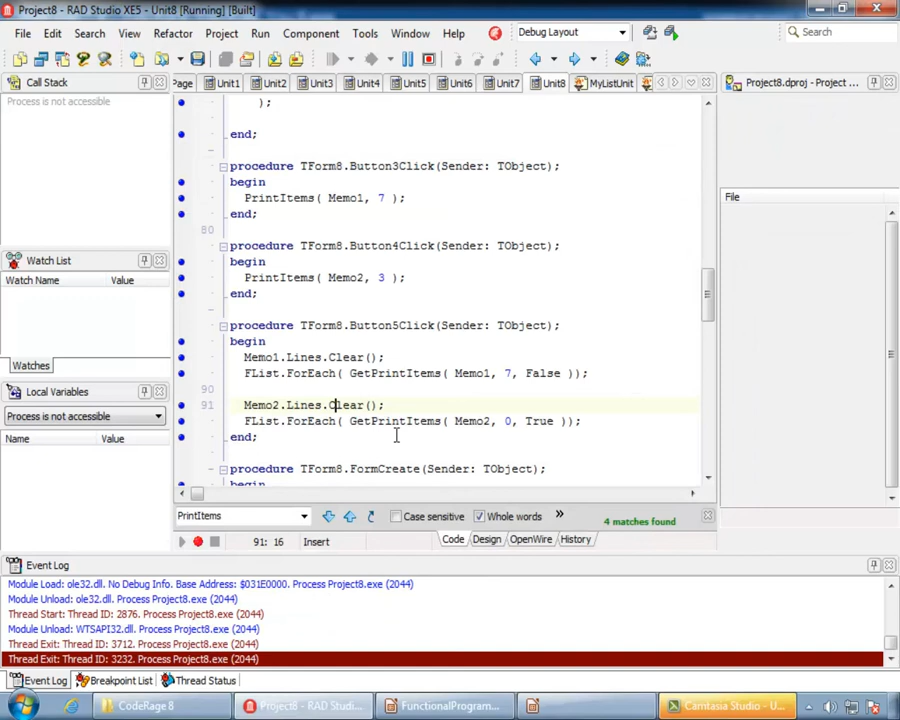 Project8 - RAD Studio XE5 - Unit8 [Running] [Built]
File Edit Search View Refactor Project Run Component Tools Window Help Debug Layout Search
Call Stack
Process is not accessible
Page Unit1 Unit2 Unit3 Unit4 Unit5 Unit6 Unit7 Unit8 MyListUnit
Project8.dproj - Project ...
File
);
end;
procedure TForm8.Button3Click(Sender: TObject);
begin
PrintItems( Memo1, 7 );
end;
80
procedure TForm8.Button4Click(Sender: TObject);
begin
PrintItems( Memo2, 3 );
end;
procedure TForm8.Button5Click(Sender: TObject);
begin
Memo1.Lines.Clear();
FList.ForEach( GetPrintItems( Memo1, 7, False ));
90
91 Memo2.Lines.Clear();
FList.ForEach( GetPrintItems( Memo2, 0, True ));
end;
procedure TForm8.FormCreate(Sender: TObject);
begin
Watch List
Watch Name Value
Watches
Local Variables
Process is not accessible
Name Value
PrintItems Case sensitive Whole words » 4 matches found
91: 16 Insert Code Design OpenWire History
Event Log
Module Load: ole32.dll. No Debug Info. Base Address: $031E0000. Process Project8.exe (2044)
Module Unload: ole32.dll. Process Project8.exe (2044)
Thread Start: Thread ID: 2876. Process Project8.exe (2044)
Module Unload: WTSAPI32.dll. Process Project8.exe (2044)
Thread Exit: Thread ID: 3712. Process Project8.exe (2044)
Thread Exit: Thread ID: 3232. Process Project8.exe (2044)
Event Log Breakpoint List Thread Status
CodeRage 8 Project8 - RAD Studi... FunctionalProgram... Camtasia Studio - U...